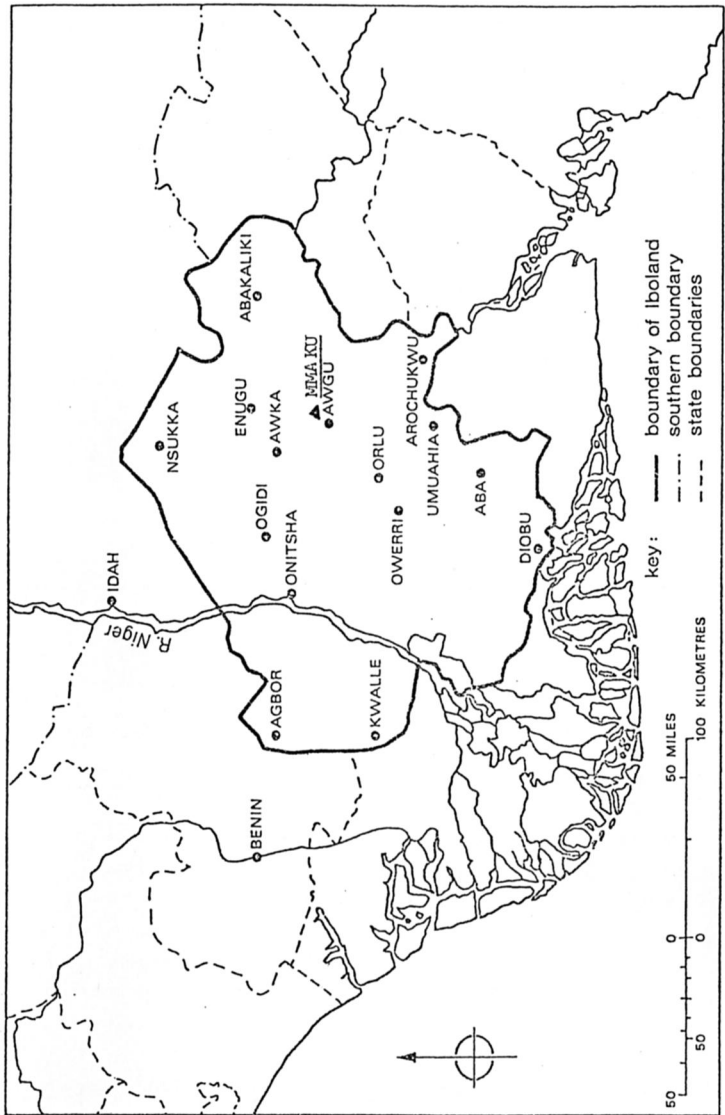 IDAH
NSUKKA
R. Niger
ABAKALIKI
ENUGU
OGIDI
AWKA
ONITSHA
AGBOR
BENIN
MMAKU
AWGU
ORLU
KWALLE
OWERRI
AROCHUKWU
UMUAHIA
ABA
DIOBU
key:
boundary of Iboland
southern boundary
state boundaries
50 0 50 MILES
50 0 100 KILOMETRES